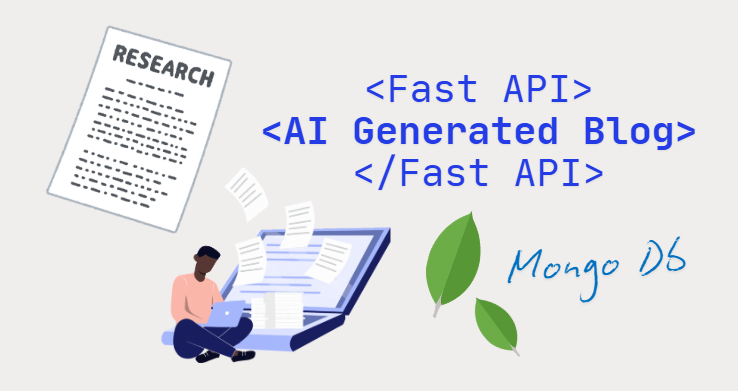 RESEARCH
<Fast API>
<AI Generated Blog>
</Fast API>
Mongo Db